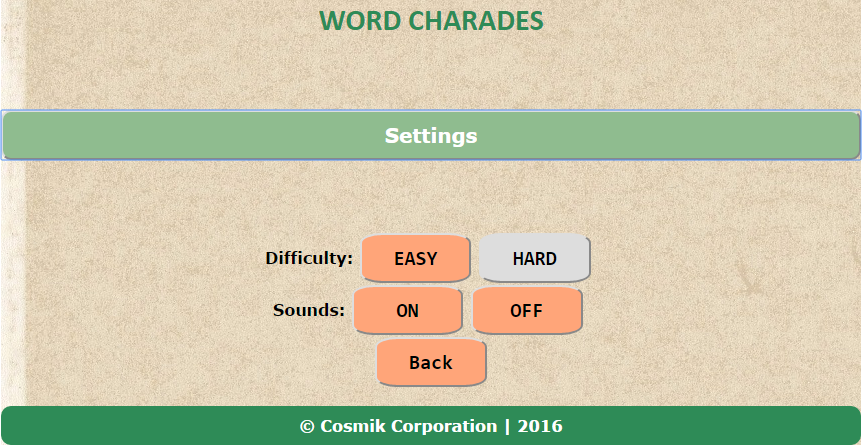 WORD CHARADES
Settings
Difficulty: EASY HARD
Sounds: ON OFF
Back
© Cosmik Corporation | 2016